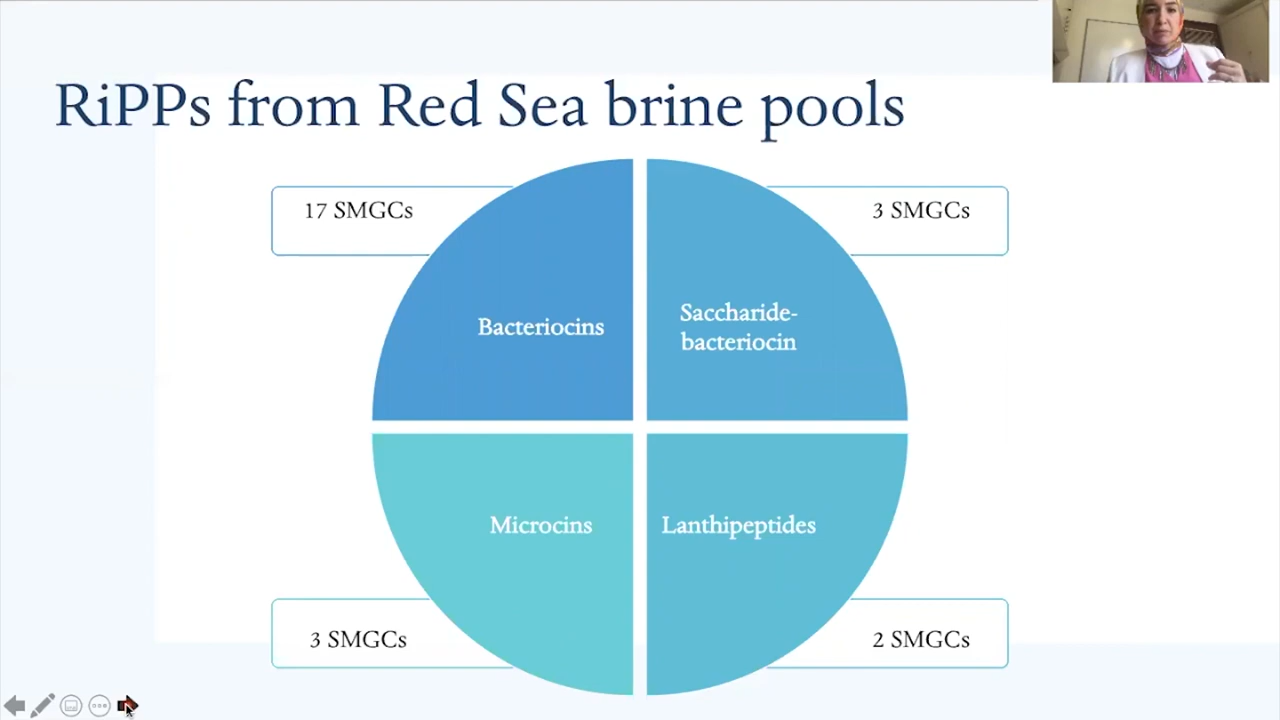 RiPPs from Red Sea brine pools
17 SMGCs
3 SMGCs
Bacteriocins
Saccharide-
bacteriocin
Microcins
Lanthipeptides
3 SMGCs
2 SMGCs